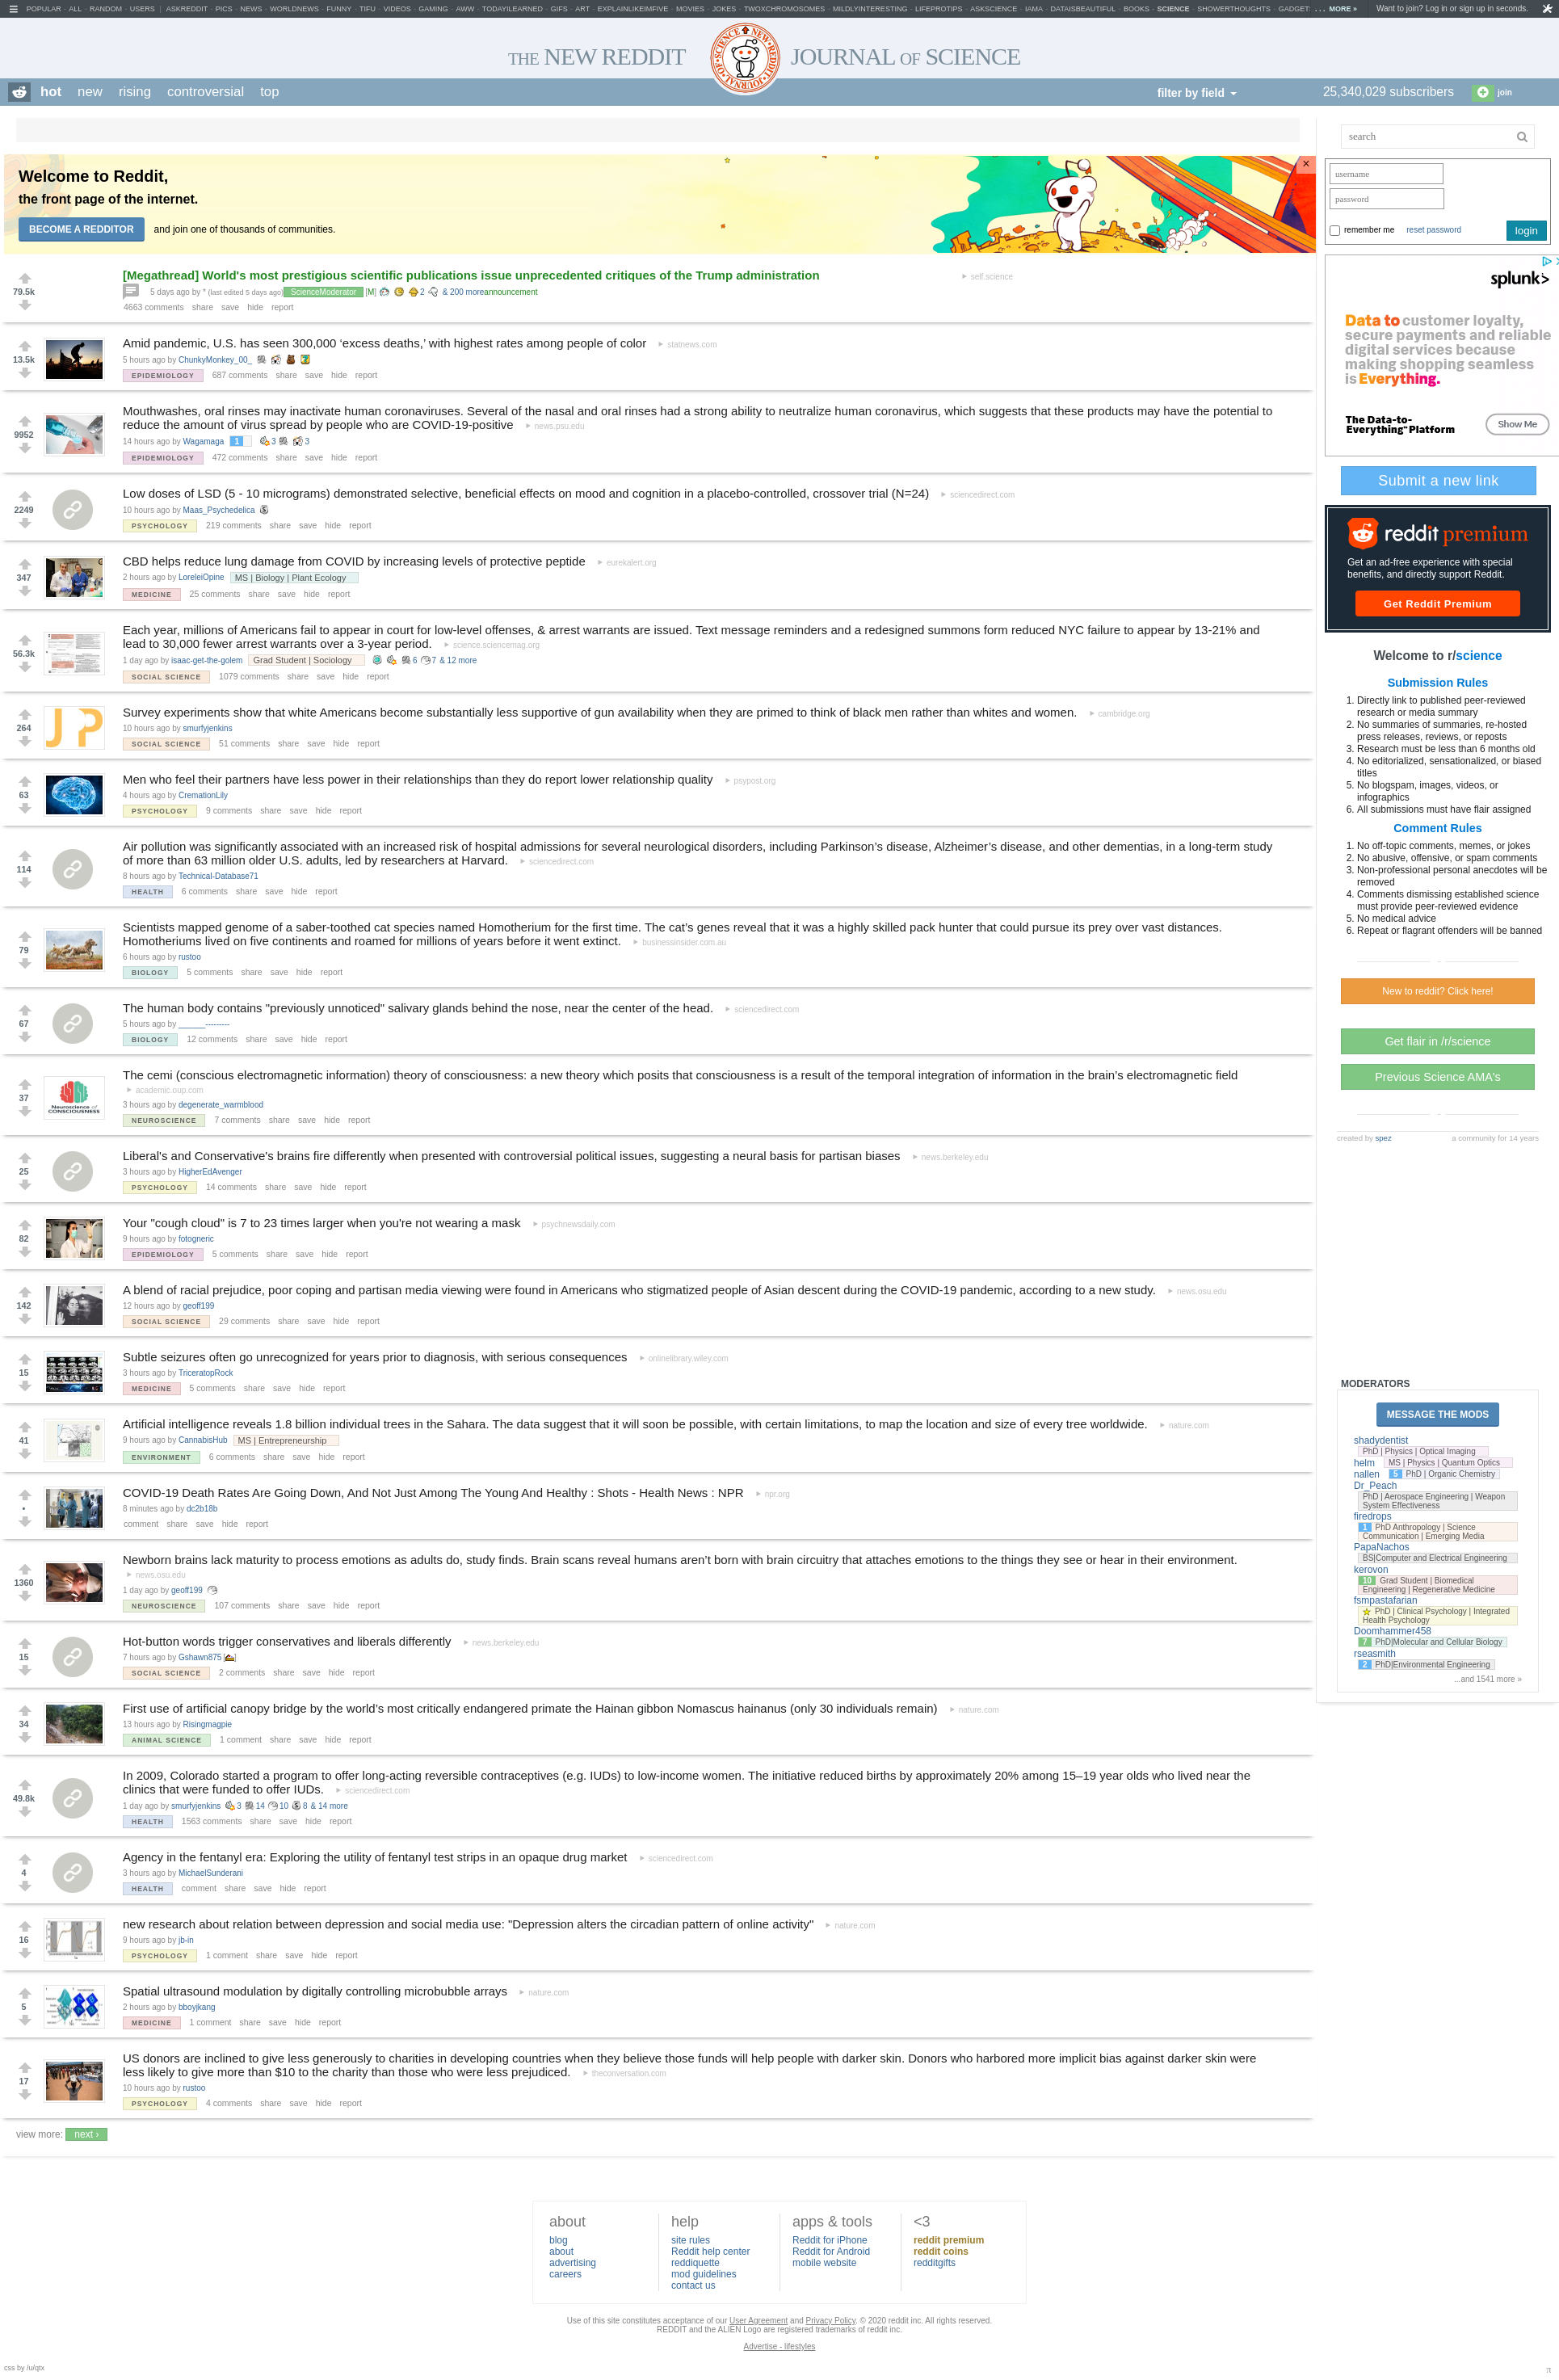 POPULAR - ALL - RANDOM - USERS | ASKREDDIT - PICS - NEWS - WORLDNEWS - FUNNY - TIFU - VIDEOS - GAMING - AWW - TODAYILEARNED - GIFS - ART - EXPLAINLIKEIMFIVE - MOVIES - JOKES - TWOXCHROMOSOMES - MILDLYINTERESTING - LIFEPROTIPS - ASKSCIENCE - IAMA - DATAISBEAUTIFUL - BOOKS - SCIENCE - SHOWERTHOUGHTS - GADGETS ... MORE » Want to join? Log in or sign up in seconds.
THE NEW REDDIT JOURNAL OF SCIENCE
hot new rising controversial top filter by field 25,340,029 subscribers join
Welcome to Reddit,
the front page of the internet.
BECOME A REDDITOR and join one of thousands of communities.
×
79.5k
[Megathread] World's most prestigious scientific publications issue unprecedented critiques of the Trump administration self.science
5 days ago by * (last edited 5 days ago) ScienceModerator [M] 2 & 200 more announcement
4663 comments share save hide report
13.5k
Amid pandemic, U.S. has seen 300,000 ‘excess deaths,’ with highest rates among people of color statnews.com
5 hours ago by ChunkyMonkey_00_
EPIDEMIOLOGY 687 comments share save hide report
9952
Mouthwashes, oral rinses may inactivate human coronaviruses. Several of the nasal and oral rinses had a strong ability to neutralize human coronavirus, which suggests that these products may have the potential to
reduce the amount of virus spread by people who are COVID-19-positive news.psu.edu
14 hours ago by Wagamaga 1 3 3
EPIDEMIOLOGY 472 comments share save hide report
2249
Low doses of LSD (5 - 10 micrograms) demonstrated selective, beneficial effects on mood and cognition in a placebo-controlled, crossover trial (N=24) sciencedirect.com
10 hours ago by Maas_Psychedelica
PSYCHOLOGY 219 comments share save hide report
347
CBD helps reduce lung damage from COVID by increasing levels of protective peptide eurekalert.org
2 hours ago by LoreleiOpine MS | Biology | Plant Ecology
MEDICINE 25 comments share save hide report
56.3k
Each year, millions of Americans fail to appear in court for low-level offenses, & arrest warrants are issued. Text message reminders and a redesigned summons form reduced NYC failure to appear by 13-21% and
lead to 30,000 fewer arrest warrants over a 3-year period. science.sciencemag.org
1 day ago by isaac-get-the-golem Grad Student | Sociology 6 7 & 12 more
SOCIAL SCIENCE 1079 comments share save hide report
264
JP
Survey experiments show that white Americans become substantially less supportive of gun availability when they are primed to think of black men rather than whites and women. cambridge.org
10 hours ago by smurfyjenkins
SOCIAL SCIENCE 51 comments share save hide report
63
Men who feel their partners have less power in their relationships than they do report lower relationship quality psypost.org
4 hours ago by CremationLily
PSYCHOLOGY 9 comments share save hide report
114
Air pollution was significantly associated with an increased risk of hospital admissions for several neurological disorders, including Parkinson’s disease, Alzheimer’s disease, and other dementias, in a long-term study
of more than 63 million older U.S. adults, led by researchers at Harvard. sciencedirect.com
8 hours ago by Technical-Database71
HEALTH 6 comments share save hide report
79
Scientists mapped genome of a saber-toothed cat species named Homotherium for the first time. The cat’s genes reveal that it was a highly skilled pack hunter that could pursue its prey over vast distances.
Homotheriums lived on five continents and roamed for millions of years before it went extinct. businessinsider.com.au
6 hours ago by rustoo
BIOLOGY 5 comments share save hide report
67
The human body contains "previously unnoticed" salivary glands behind the nose, near the center of the head. sciencedirect.com
5 hours ago by ______---------
BIOLOGY 12 comments share save hide report
37
Neuroscience of CONSCIOUSNESS
The cemi (conscious electromagnetic information) theory of consciousness: a new theory which posits that consciousness is a result of the temporal integration of information in the brain’s electromagnetic field
academic.oup.com
3 hours ago by degenerate_warmblood
NEUROSCIENCE 7 comments share save hide report
25
Liberal's and Conservative's brains fire differently when presented with controversial political issues, suggesting a neural basis for partisan biases news.berkeley.edu
3 hours ago by HigherEdAvenger
PSYCHOLOGY 14 comments share save hide report
82
Your "cough cloud" is 7 to 23 times larger when you're not wearing a mask psychnewsdaily.com
9 hours ago by fotogneric
EPIDEMIOLOGY 5 comments share save hide report
142
A blend of racial prejudice, poor coping and partisan media viewing were found in Americans who stigmatized people of Asian descent during the COVID-19 pandemic, according to a new study. news.osu.edu
12 hours ago by geoff199
SOCIAL SCIENCE 29 comments share save hide report
15
Subtle seizures often go unrecognized for years prior to diagnosis, with serious consequences onlinelibrary.wiley.com
3 hours ago by TriceratopRock
MEDICINE 5 comments share save hide report
41
Artificial intelligence reveals 1.8 billion individual trees in the Sahara. The data suggest that it will soon be possible, with certain limitations, to map the location and size of every tree worldwide. nature.com
9 hours ago by CannabisHub MS | Entrepreneurship
ENVIRONMENT 6 comments share save hide report
•
COVID-19 Death Rates Are Going Down, And Not Just Among The Young And Healthy : Shots - Health News : NPR npr.org
8 minutes ago by dc2b18b
comment share save hide report
1360
Newborn brains lack maturity to process emotions as adults do, study finds. Brain scans reveal humans aren’t born with brain circuitry that attaches emotions to the things they see or hear in their environment.
news.osu.edu
1 day ago by geoff199
NEUROSCIENCE 107 comments share save hide report
15
Hot-button words trigger conservatives and liberals differently news.berkeley.edu
7 hours ago by Gshawn875 []
SOCIAL SCIENCE 2 comments share save hide report
34
First use of artificial canopy bridge by the world’s most critically endangered primate the Hainan gibbon Nomascus hainanus (only 30 individuals remain) nature.com
13 hours ago by Risingmagpie
ANIMAL SCIENCE 1 comment share save hide report
49.8k
In 2009, Colorado started a program to offer long-acting reversible contraceptives (e.g. IUDs) to low-income women. The initiative reduced births by approximately 20% among 15–19 year olds who lived near the
clinics that were funded to offer IUDs. sciencedirect.com
1 day ago by smurfyjenkins 3 14 10 8 & 14 more
HEALTH 1563 comments share save hide report
4
Agency in the fentanyl era: Exploring the utility of fentanyl test strips in an opaque drug market sciencedirect.com
3 hours ago by MichaelSunderani
HEALTH comment share save hide report
16
new research about relation between depression and social media use: "Depression alters the circadian pattern of online activity" nature.com
9 hours ago by jb-in
PSYCHOLOGY 1 comment share save hide report
5
Spatial ultrasound modulation by digitally controlling microbubble arrays nature.com
2 hours ago by bboyjkang
MEDICINE 1 comment share save hide report
17
US donors are inclined to give less generously to charities in developing countries when they believe those funds will help people with darker skin. Donors who harbored more implicit bias against darker skin were
less likely to give more than $10 to the charity than those who were less prejudiced. theconversation.com
10 hours ago by rustoo
PSYCHOLOGY 4 comments share save hide report
view more: next ›
search
username
password
remember me reset password login
splunk>
Data to customer loyalty,
secure payments and reliable
digital services because
making shopping seamless
is Everything.
The Data-to-
Everything™ Platform
Show Me
Submit a new link
reddit premium
Get an ad-free experience with special
benefits, and directly support Reddit.
Get Reddit Premium
Welcome to r/science
Submission Rules
1. Directly link to published peer-reviewed
research or media summary
2. No summaries of summaries, re-hosted
press releases, reviews, or reposts
3. Research must be less than 6 months old
4. No editorialized, sensationalized, or biased
titles
5. No blogspam, images, videos, or
infographics
6. All submissions must have flair assigned
Comment Rules
1. No off-topic comments, memes, or jokes
2. No abusive, offensive, or spam comments
3. Non-professional personal anecdotes will be
removed
4. Comments dismissing established science
must provide peer-reviewed evidence
5. No medical advice
6. Repeat or flagrant offenders will be banned
New to reddit? Click here!
Get flair in /r/science
Previous Science AMA's
created by spez a community for 14 years
MODERATORS
MESSAGE THE MODS
shadydentist
PhD | Physics | Optical Imaging
helm MS | Physics | Quantum Optics
nallen 5 PhD | Organic Chemistry
Dr_Peach
PhD | Aerospace Engineering | Weapon
System Effectiveness
firedrops
1 PhD Anthropology | Science
Communication | Emerging Media
PapaNachos
BS|Computer and Electrical Engineering
kerovon
10 Grad Student | Biomedical
Engineering | Regenerative Medicine
fsmpastafarian
PhD | Clinical Psychology | Integrated
Health Psychology
Doomhammer458
7 PhD|Molecular and Cellular Biology
rseasmith
2 PhD|Environmental Engineering
...and 1541 more »
about
blog
about
advertising
careers
help
site rules
Reddit help center
reddiquette
mod guidelines
contact us
apps & tools
Reddit for iPhone
Reddit for Android
mobile website
<3
reddit premium
reddit coins
redditgifts
Use of this site constitutes acceptance of our User Agreement and Privacy Policy. © 2020 reddit inc. All rights reserved.
REDDIT and the ALIEN Logo are registered trademarks of reddit inc.
Advertise - lifestyles
css by /u/qtx
π